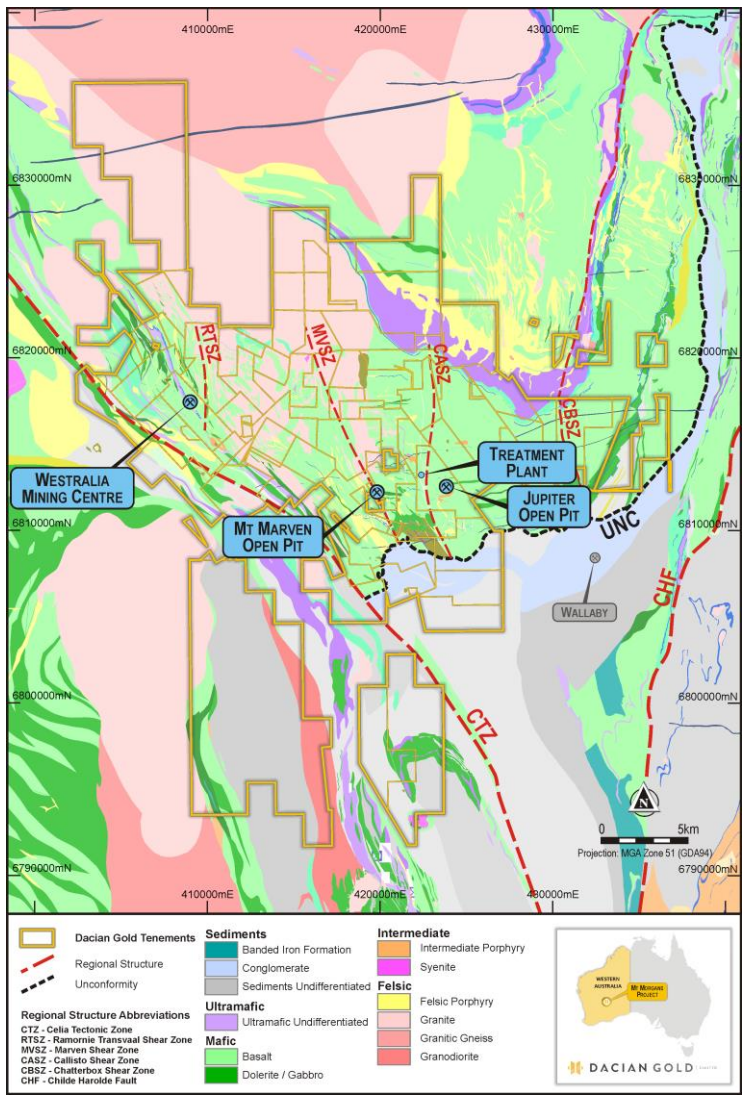 410000mE
420000mE
430000mE
6830000mN
6830000mN
RTSZ
MVSZ
CASZ
CBSZ
6820000mN
6820000mN
WESTRALIA
MINING CENTRE
MT MARVEN
OPEN PIT
TREATMENT
PLANT
JUPITER
OPEN PIT
6810000mN
6810000mN
UNC
WALLABY
CHF
6800000mN
6800000mN
CTZ
N
0 5km
Projection: MGA Zone 51 (GDA94)
6790000mN
6790000mN
410000mE
420000mE
430000mE
Dacian Gold Tenements
Regional Structure
Unconformity
Regional Structure Abbreviations
CTZ - Celia Tectonic Zone
RTSZ - Ramornie Transvaal Shear Zone
MVSZ - Marven Shear Zone
CASZ - Callisto Shear Zone
CBSZ - Chatterbox Shear Zone
CHF - Childe Harolde Fault
Sediments
Banded Iron Formation
Conglomerate
Sediments Undifferentiated
Ultramafic
Ultramafic Undifferentiated
Mafic
Basalt
Dolerite / Gabbro
Intermediate
Intermediate Porphyry
Syenite
Felsic
Felsic Porphyry
Granite
Granitic Gneiss
Granodiorite
WESTERN
AUSTRALIA
MT MORGANS
PROJECT
DACIAN GOLD